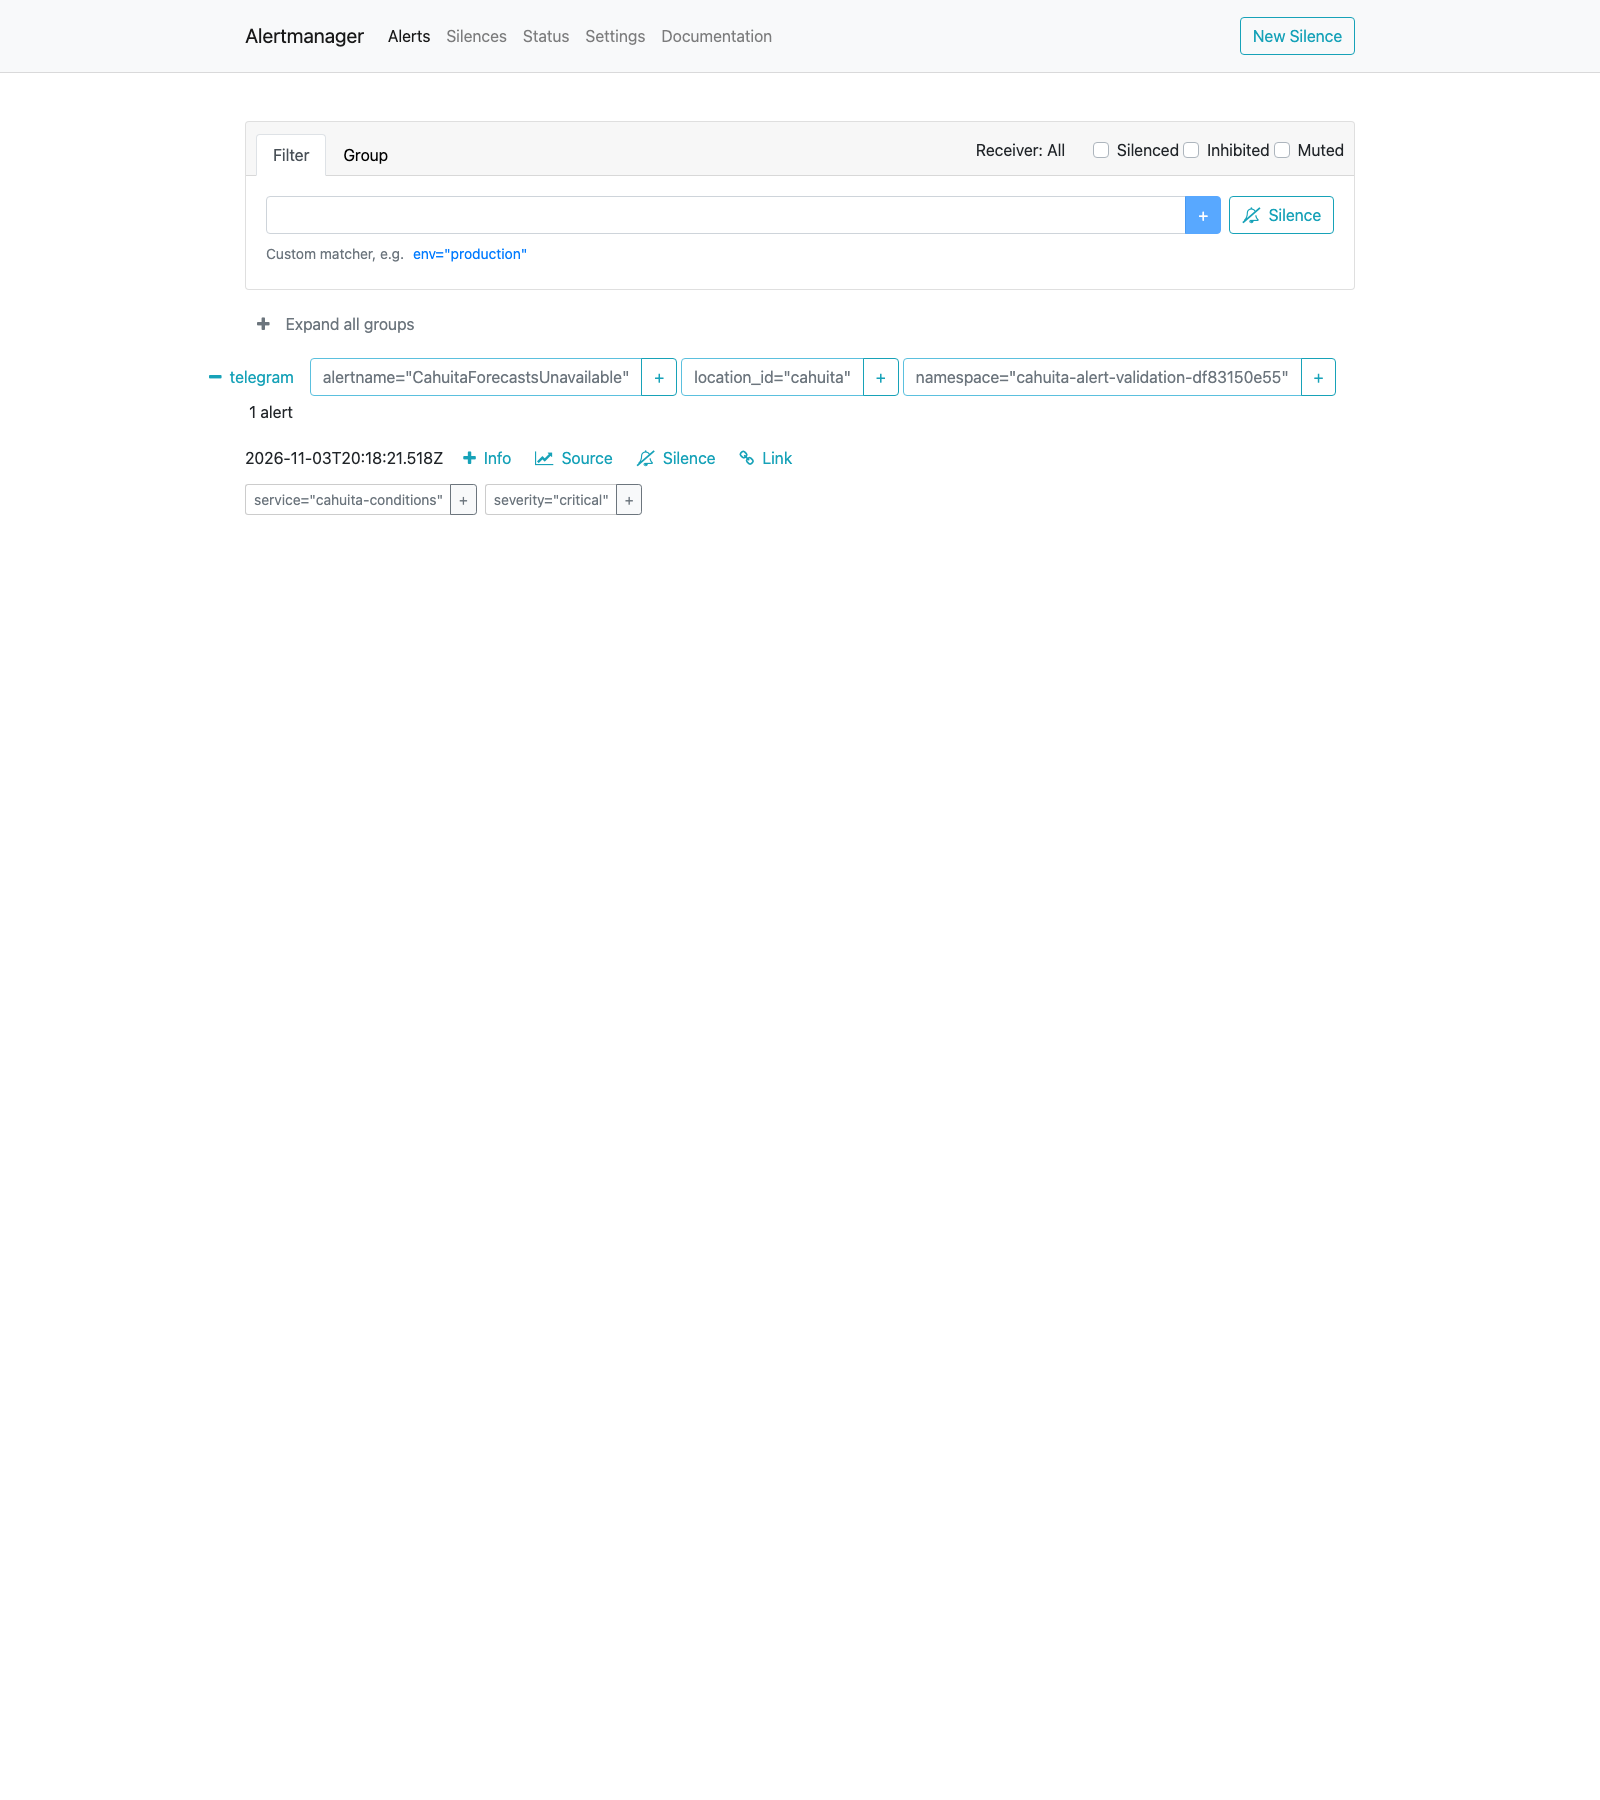 Alertmanager Alerts Silences Status Settings Documentation New Silence
Filter Group Receiver: All Silenced Inhibited Muted
+ Silence
Custom matcher, e.g. env="production"
+ Expand all groups
− telegram alertname="CahuitaForecastsUnavailable" + location_id="cahuita" + namespace="cahuita-alert-validation-df83150e55" +
1 alert
2026-11-03T20:18:21.518Z + Info Source Silence Link
service="cahuita-conditions" + severity="critical" +